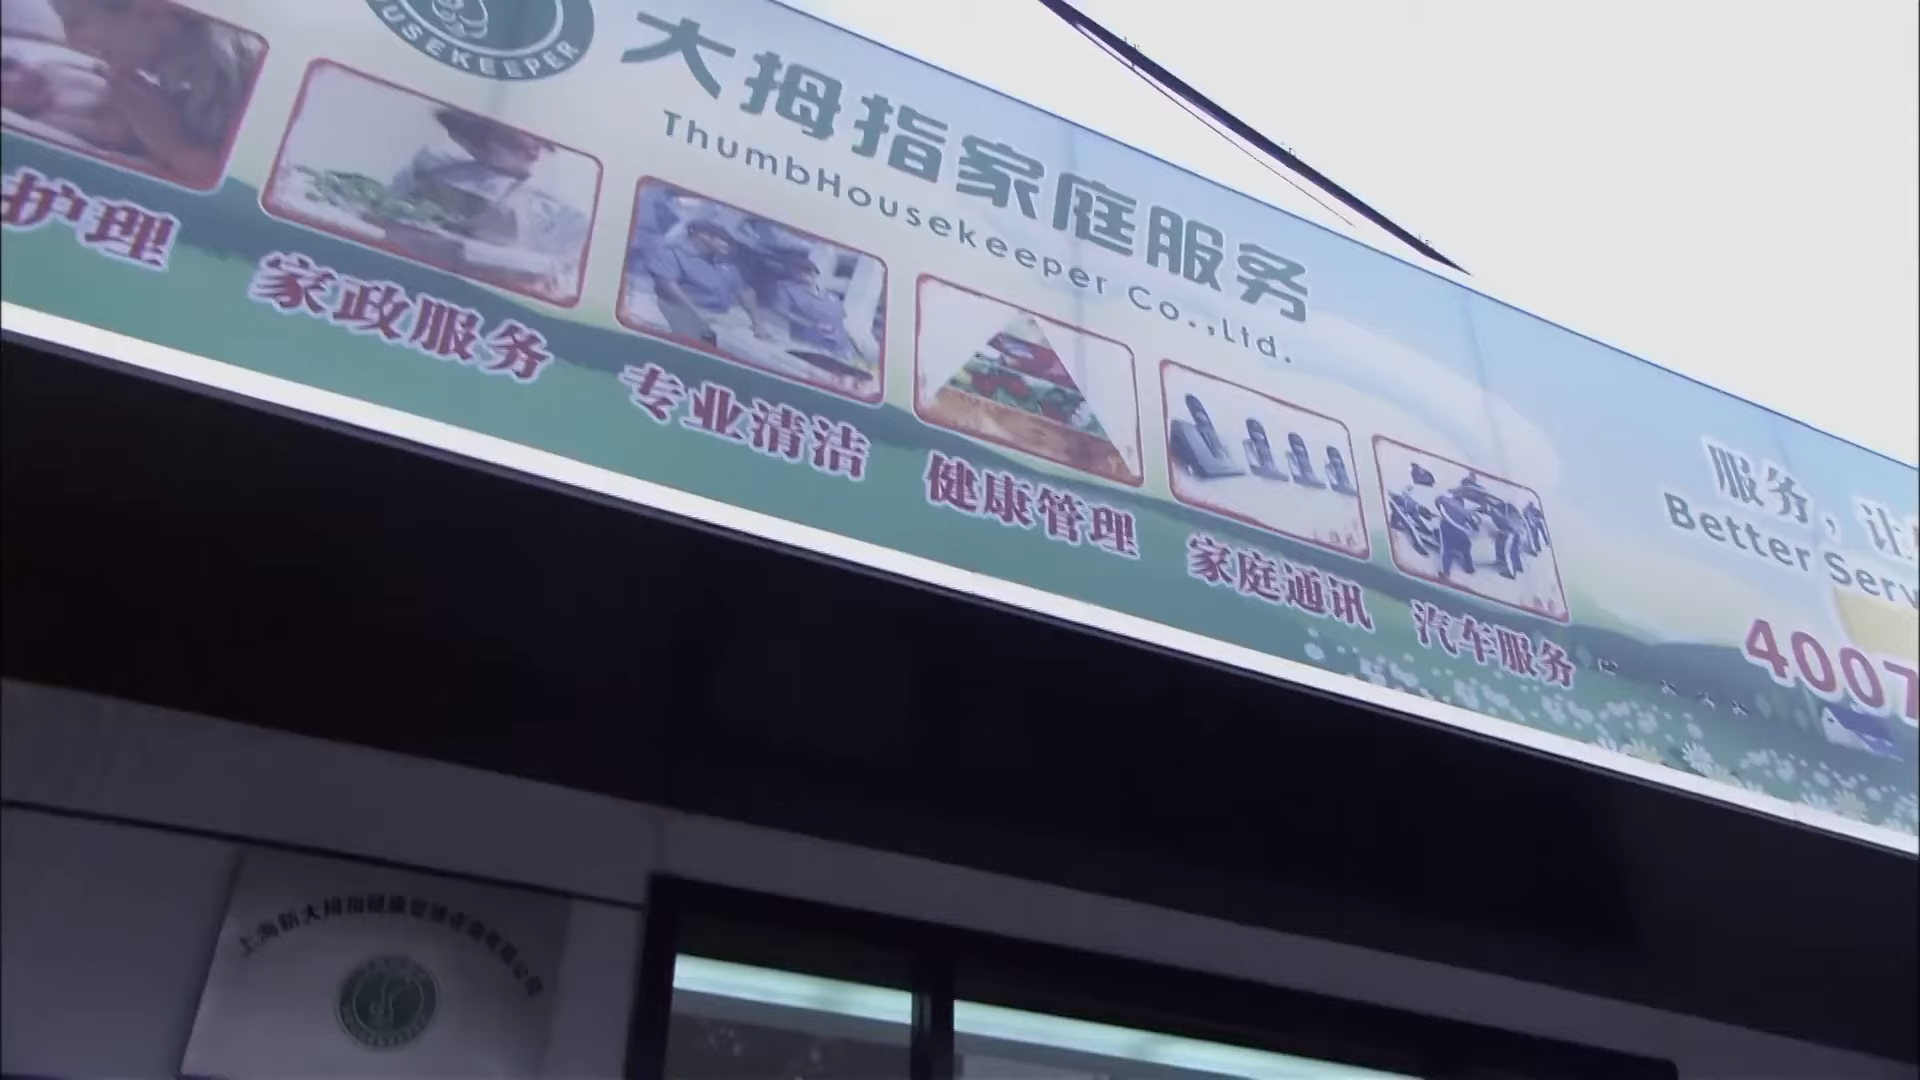 USEKEEPER
大拇指家庭服务
ThumbHousekeeper Co.,Ltd.
护理
家政服务
专业清洁
健康管理
家庭通讯
汽车服务
服务，让
Better Serv
4007